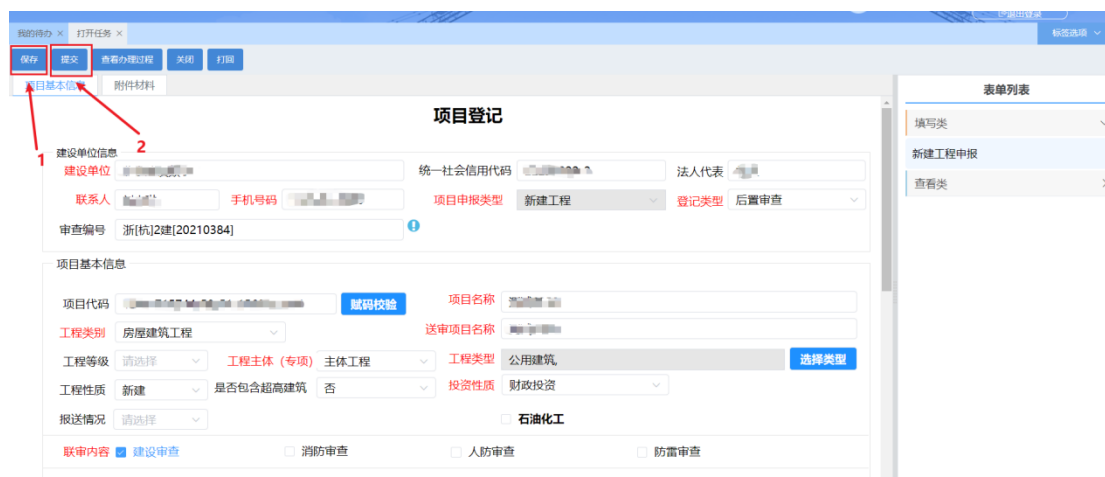 退出登录
我的待办 × 打开任务 × 标签选项
保存 提交 查看办理过程 关闭 打回
项目基本信息 附件材料 表单列表
项目登记
填写类
1 2
建设单位信息 新建工程申报
建设单位 统一社会信用代码 法人代表
查看类
联系人 手机号码 项目申报类型 新建工程 登记类型 后置审查
审查编号 浙[杭]2建[20210384]
项目基本信息
项目代码 赋码校验 项目名称
工程类别 房屋建筑工程 送审项目名称
工程等级 请选择 工程主体（专项） 主体工程 工程类型 公用建筑, 选择类型
工程性质 新建 是否包含超高建筑 否 投资性质 财政投资
报送情况 请选择 石油化工
联审内容 建设审查 消防审查 人防审查 防雷审查